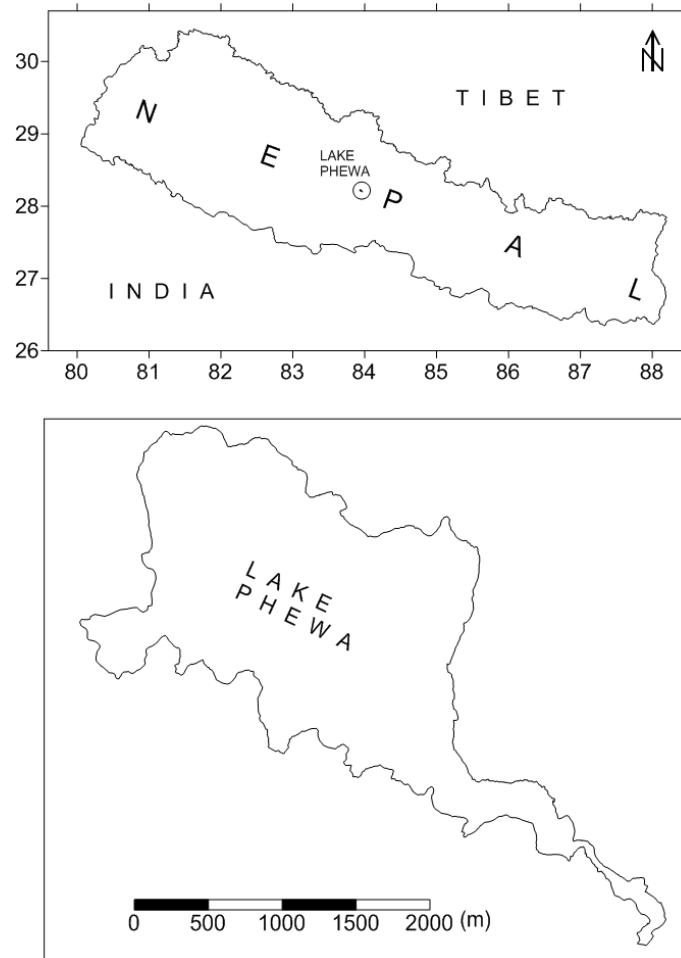 30
29
28
27
26
80 81 82 83 84 85 86 87 88
N
TIBET
N E P A L
LAKE
PHEWA
INDIA
LAKE
PHEWA
0 500 1000 1500 2000 (m)